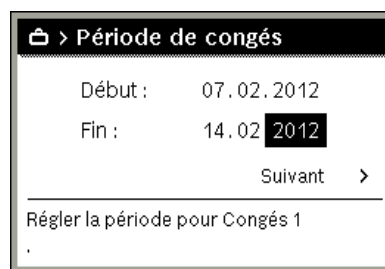 > Période de congés
Début : 07.02.2012
Fin : 14.02 2012
Suivant >
Régler la période pour Congés 1
.